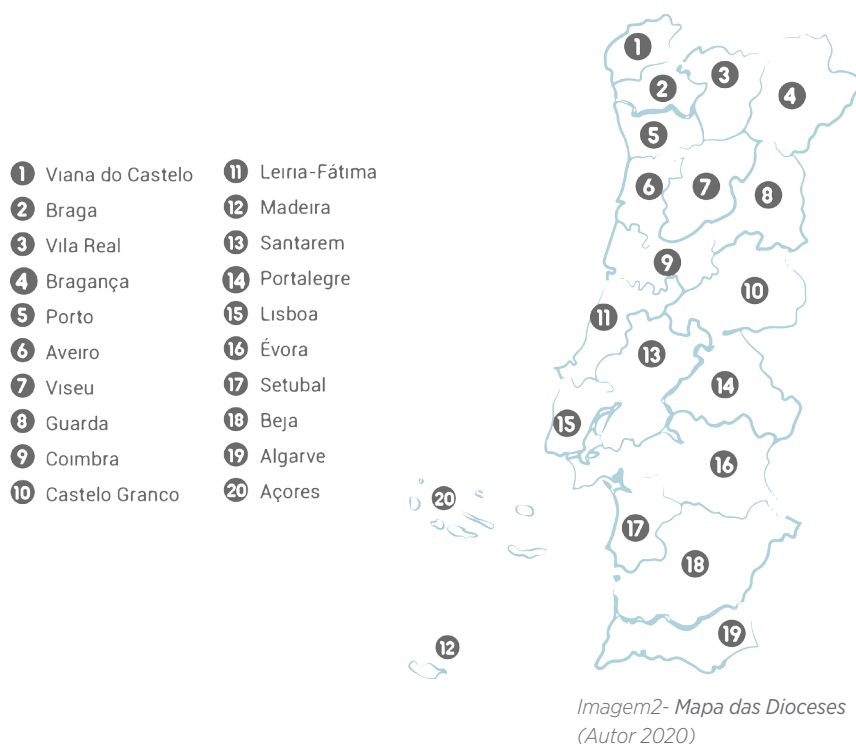 1 Viana do Castelo
2 Braga
3 Vila Real
4 Bragança
5 Porto
6 Aveiro
7 Viseu
8 Guarda
9 Coimbra
10 Castelo Granco
11 Leiria-Fátima
12 Madeira
13 Santarem
14 Portalegre
15 Lisboa
16 Évora
17 Setubal
18 Beja
19 Algarve
20 Açores
1
2
3
4
5
6
7
8
9
10
11
13
14
15
16
20
17
18
19
12
Imagem2- Mapa das Dioceses
(Autor 2020)